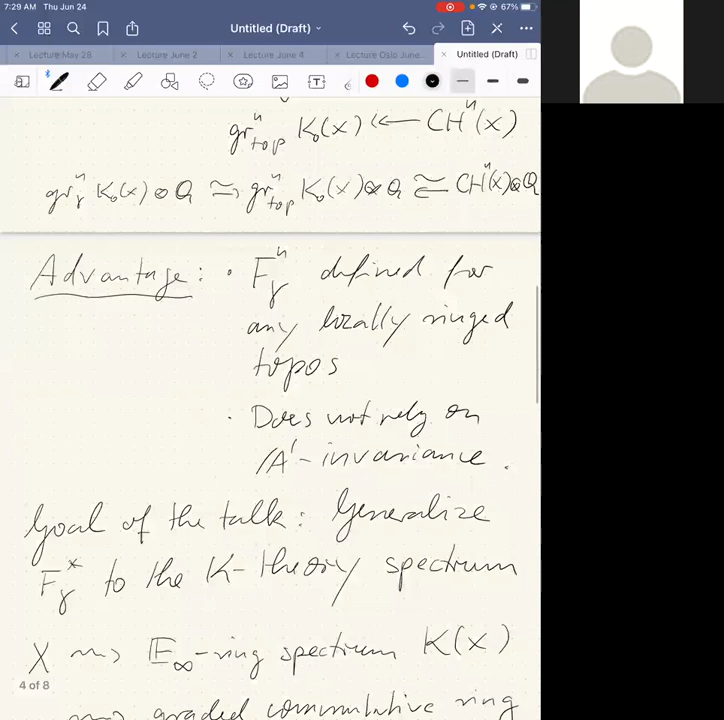 7:29 AM Thu Jun 24
67%
Untitled (Draft)
Lecture May 28
Lecture June 2
Lecture June 4
Lecture Oslo June...
Untitled (Draft)
gr^n_top K_0(X) ↞ CH^n(X)
gr^n_γ K_0(X) ⊗ Q ≅ gr^n_top K_0(X) ⊗ Q ≅ CH^n(X) ⊗ Q
Advantage: · F^n_γ defined for
any locally ringed
topos
· Does not rely on
A^1-invariance.
Goal of the talk: Generalize
F^*_γ to the K-theory spectrum
X ⇝ E_∞-ring spectrum K(X)
4 of 8
⇝ graded commutative ring